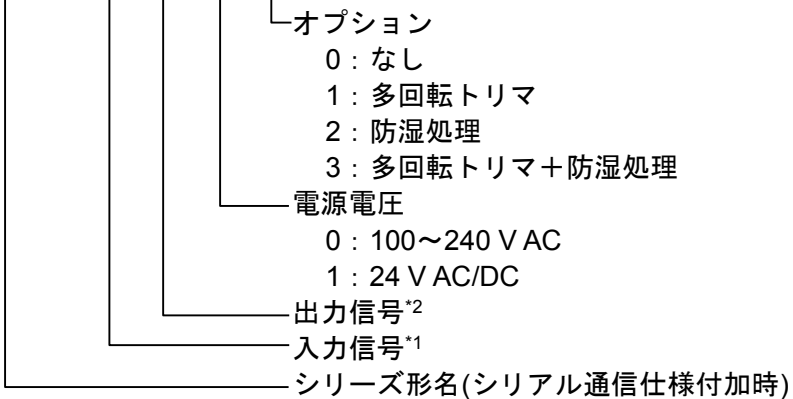 オプション
0：なし
1：多回転トリマ
2：防湿処理
3：多回転トリマ＋防湿処理
電源電圧
0：100～240 V AC
1：24 V AC/DC
出力信号*2
入力信号*1
シリーズ形名(シリアル通信仕様付加時)